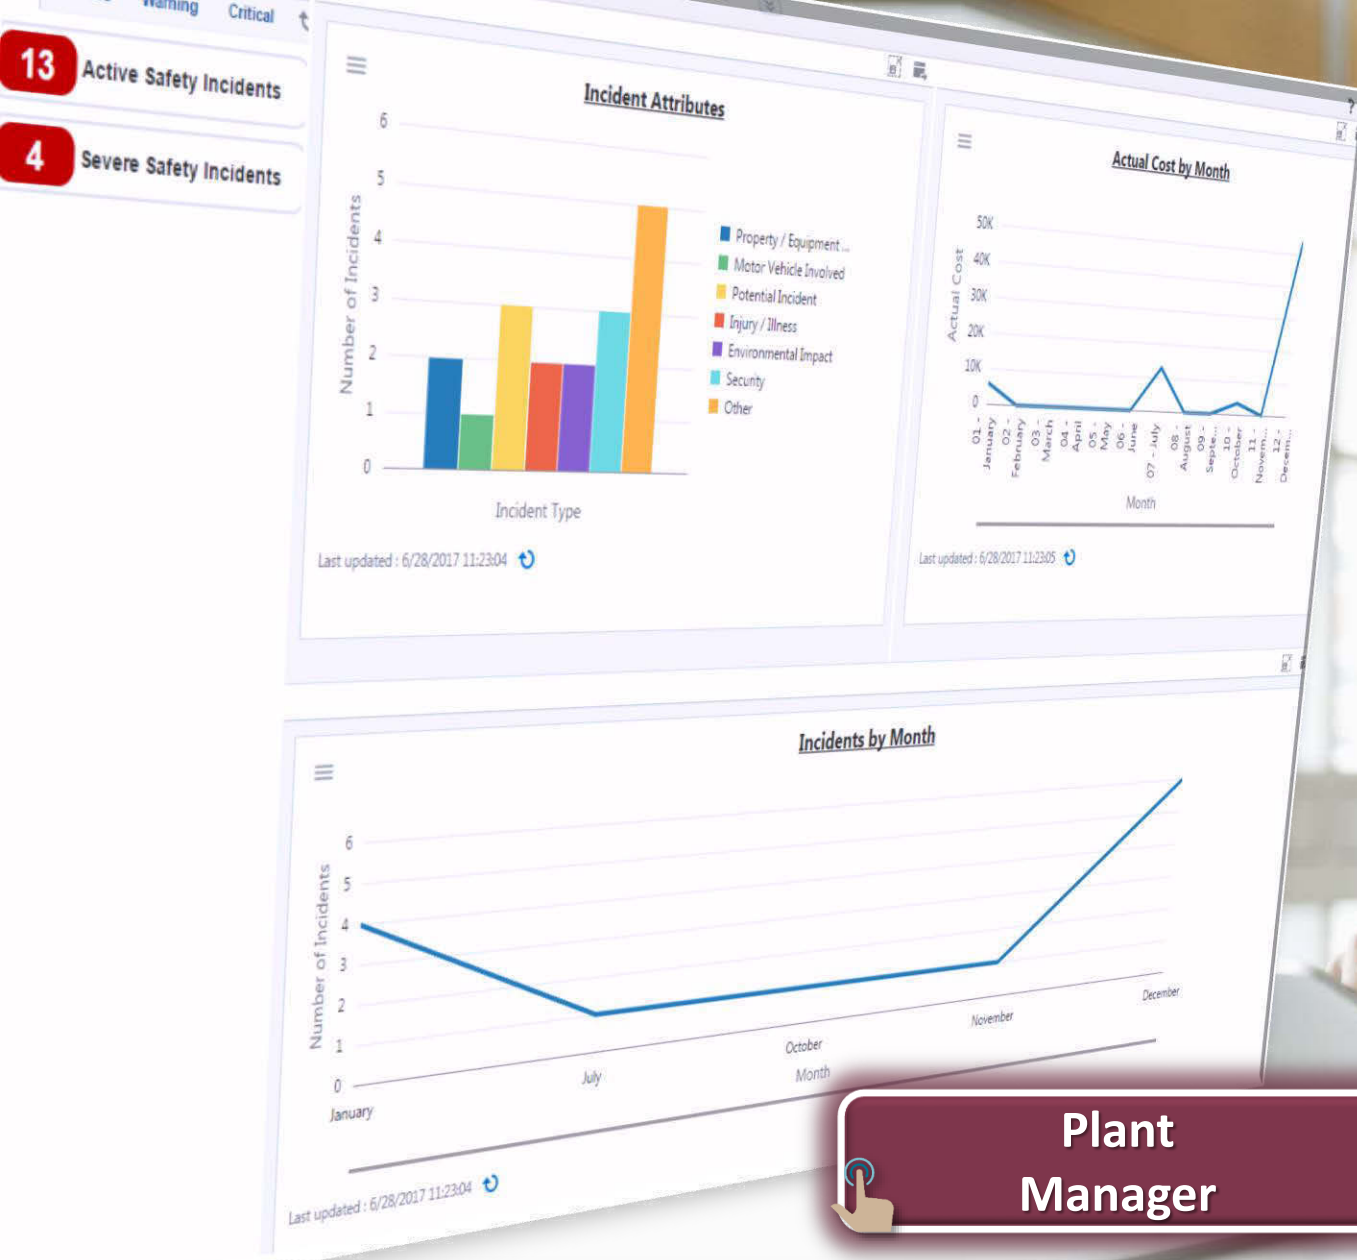 Warning Critical
13 Active Safety Incidents
4 Severe Safety Incidents
Incident Attributes
6
5
4
3
2
1
0
Number of Incidents
Incident Type
Property / Equipment ...
Motor Vehicle Involved
Potential Incident
Injury / Illness
Environmental Impact
Security
Other
Last updated : 6/28/2017 11:23:04
?
Actual Cost by Month
50K
40K
30K
20K
10K
0
Actual Cost
01 - January
02 - February
03 - March
04 - April
05 - May
06 - June
07 - July
08 - August
09 - Septe...
10 - October
11 - Novem...
12 - Decem...
Month
Last updated : 6/28/2017 11:23:05
Incidents by Month
6
5
4
3
2
1
0
Number of Incidents
January
July
October
November
December
Month
Last updated : 6/28/2017 11:23:04
Plant
Manager